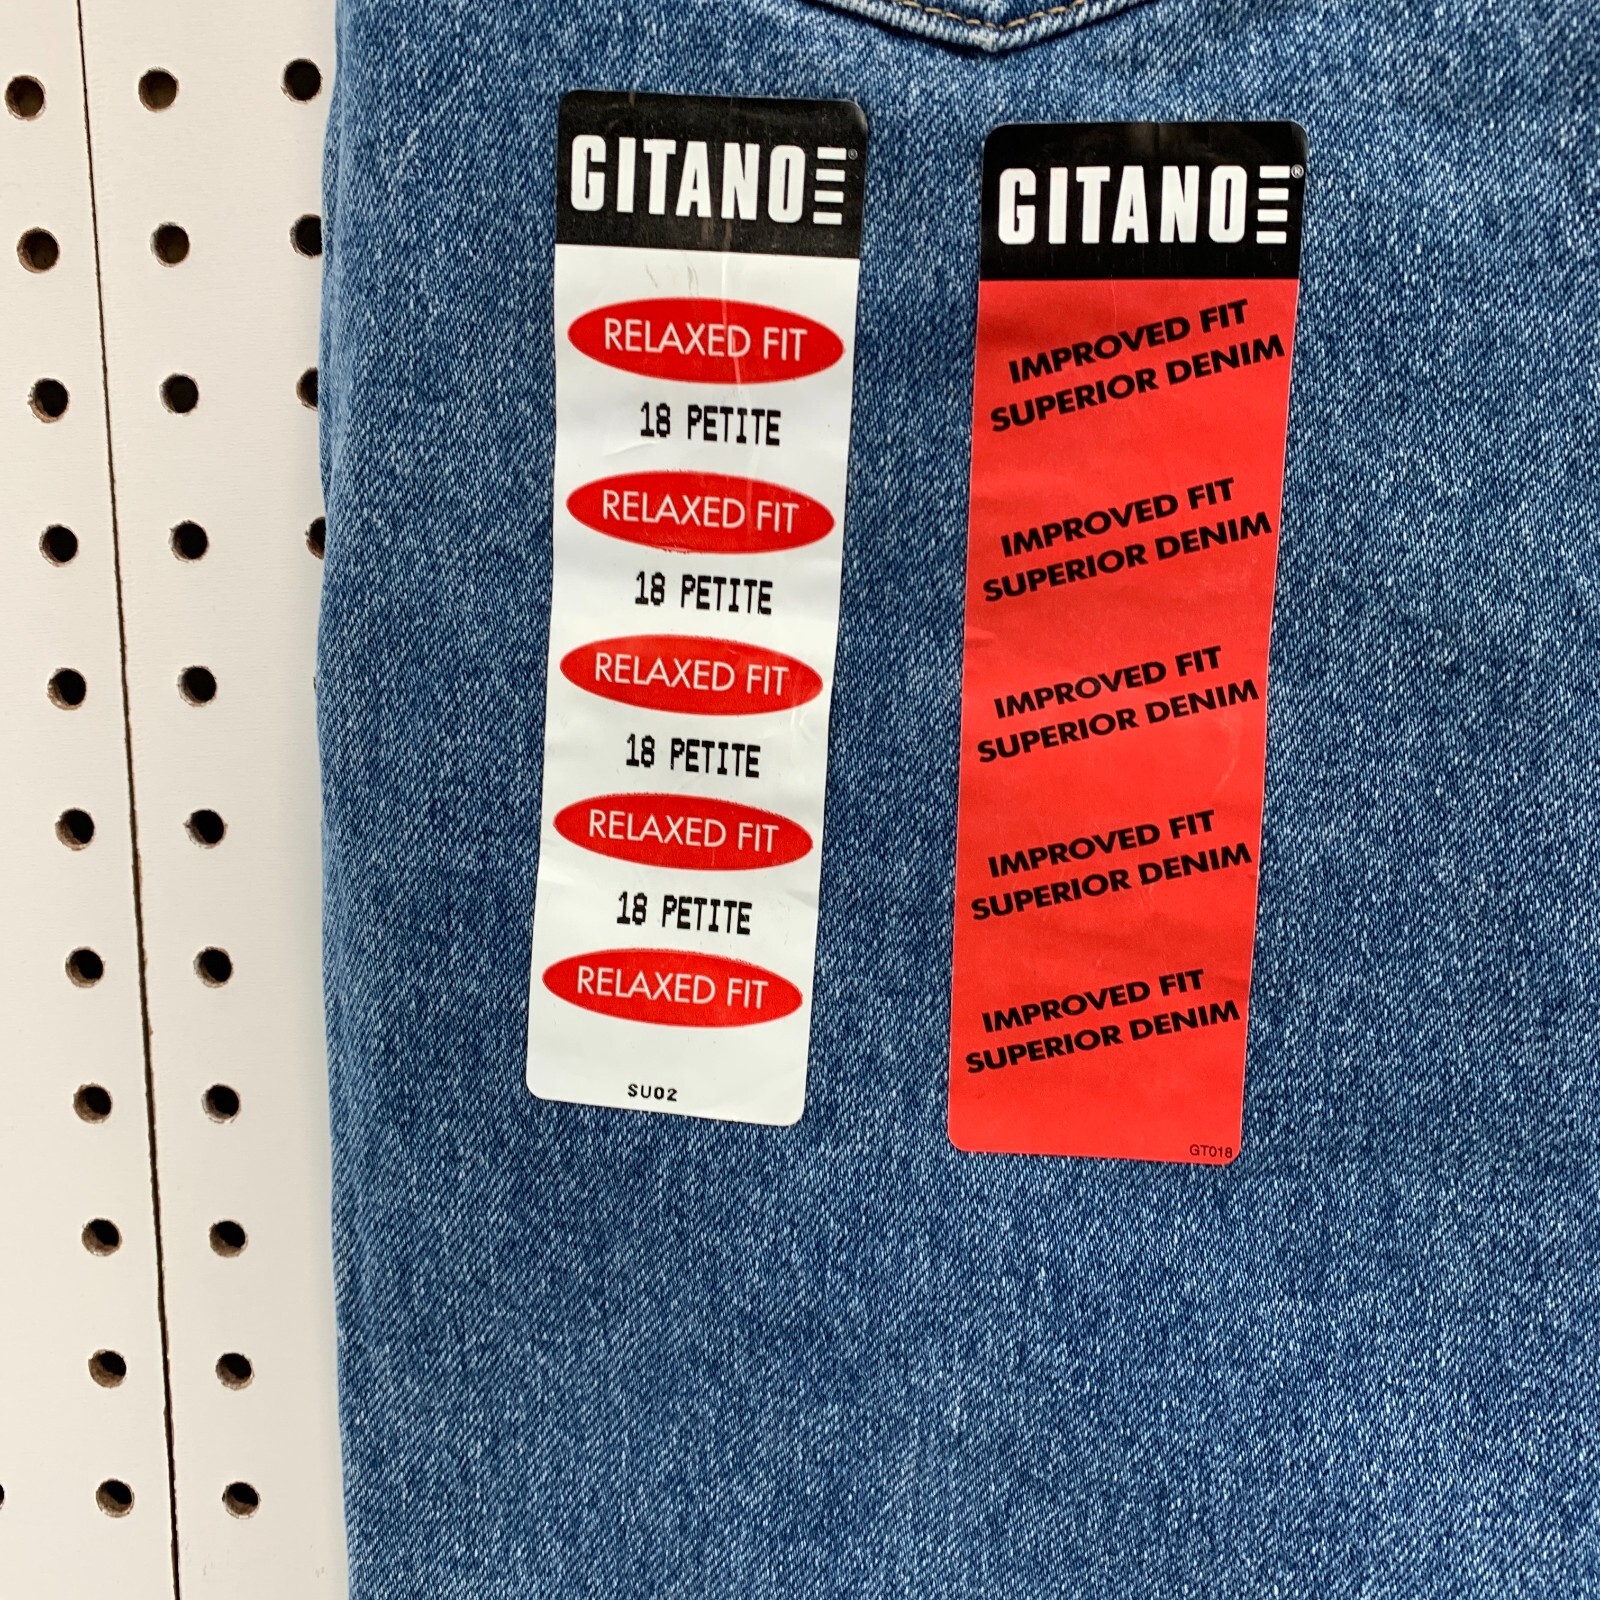 GITANO®
RELAXED FIT
18 PETITE
RELAXED FIT
18 PETITE
RELAXED FIT
18 PETITE
RELAXED FIT
18 PETITE
RELAXED FIT
SU02
GITANO®
IMPROVED FIT
SUPERIOR DENIM
IMPROVED FIT
SUPERIOR DENIM
IMPROVED FIT
SUPERIOR DENIM
IMPROVED FIT
SUPERIOR DENIM
IMPROVED FIT
SUPERIOR DENIM
GT018